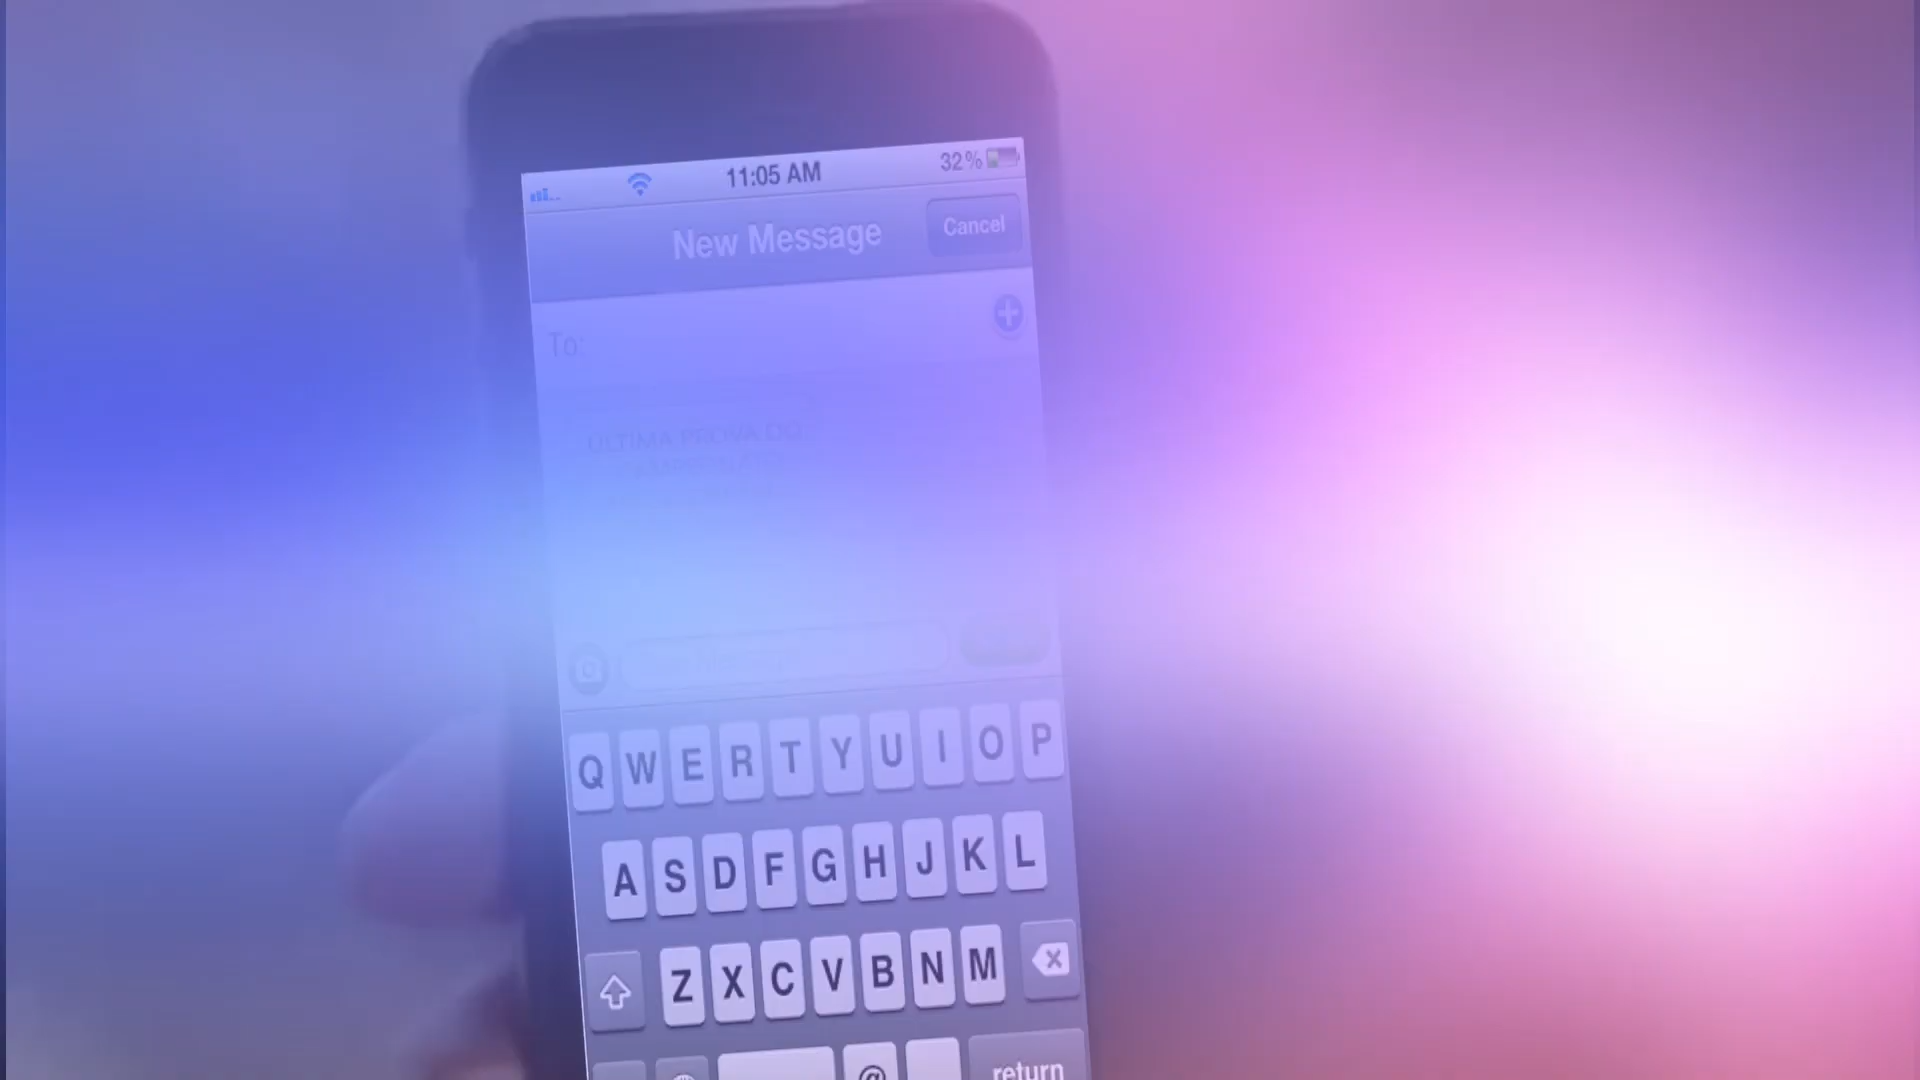 11:05 AM 32%
New Message Cancel
To:
ULTIMA PROVA DO
Q W E R T Y U I O P
A S D F G H J K L
Z X C V B N M
@ return